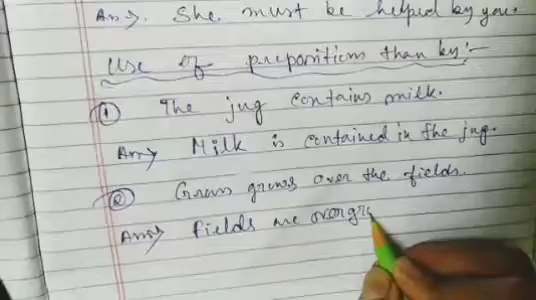 Ans. She must be helped by you.
Use of prepositions than by:-
① The jug contains milk.
Ans Milk is contained in the jug.
② Grass grows over the fields.
Ans Fields are overgr